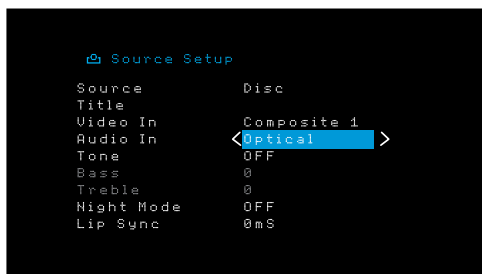 Source Setup
Source Disc
Title
Video In Composite 1
Audio In < Optical >
Tone OFF
Bass 0
Treble 0
Night Mode OFF
Lip Sync 0mS